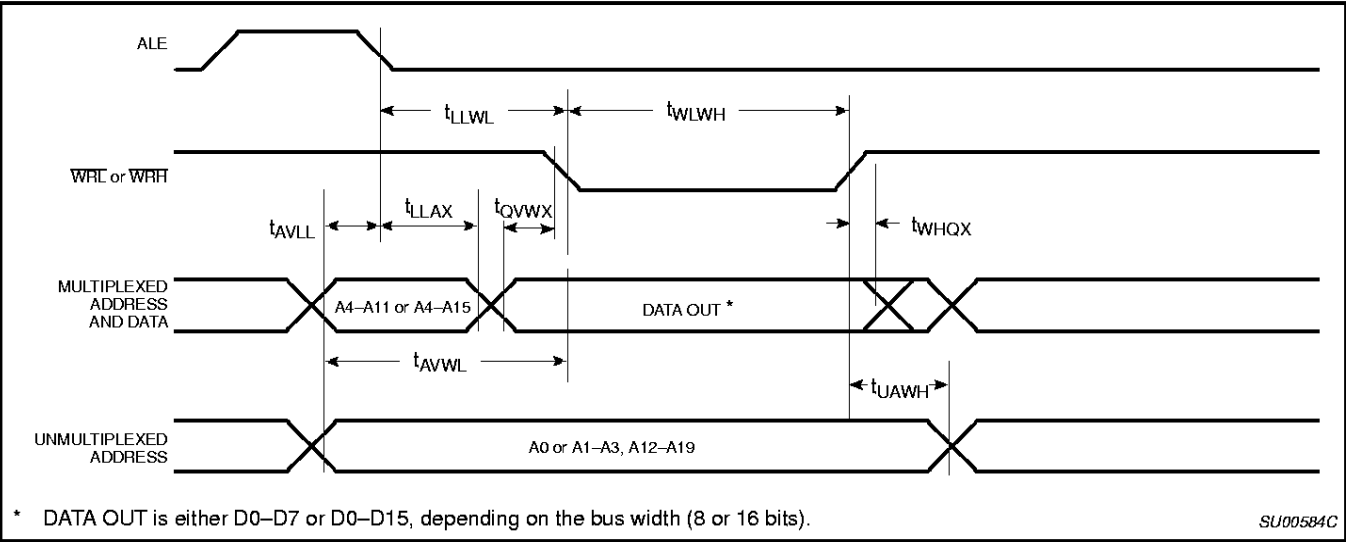 ALE
tLLWL
tWLWH
WRL or WRH
tAVLL
tLLAX
tQVWX
tWHQX
MULTIPLEXED
ADDRESS
AND DATA
A4–A11 or A4–A15
DATA OUT *
tAVWL
tUAWH
UNMULTIPLEXED
ADDRESS
A0 or A1–A3, A12–A19
* DATA OUT is either D0–D7 or D0–D15, depending on the bus width (8 or 16 bits).
SU00584C